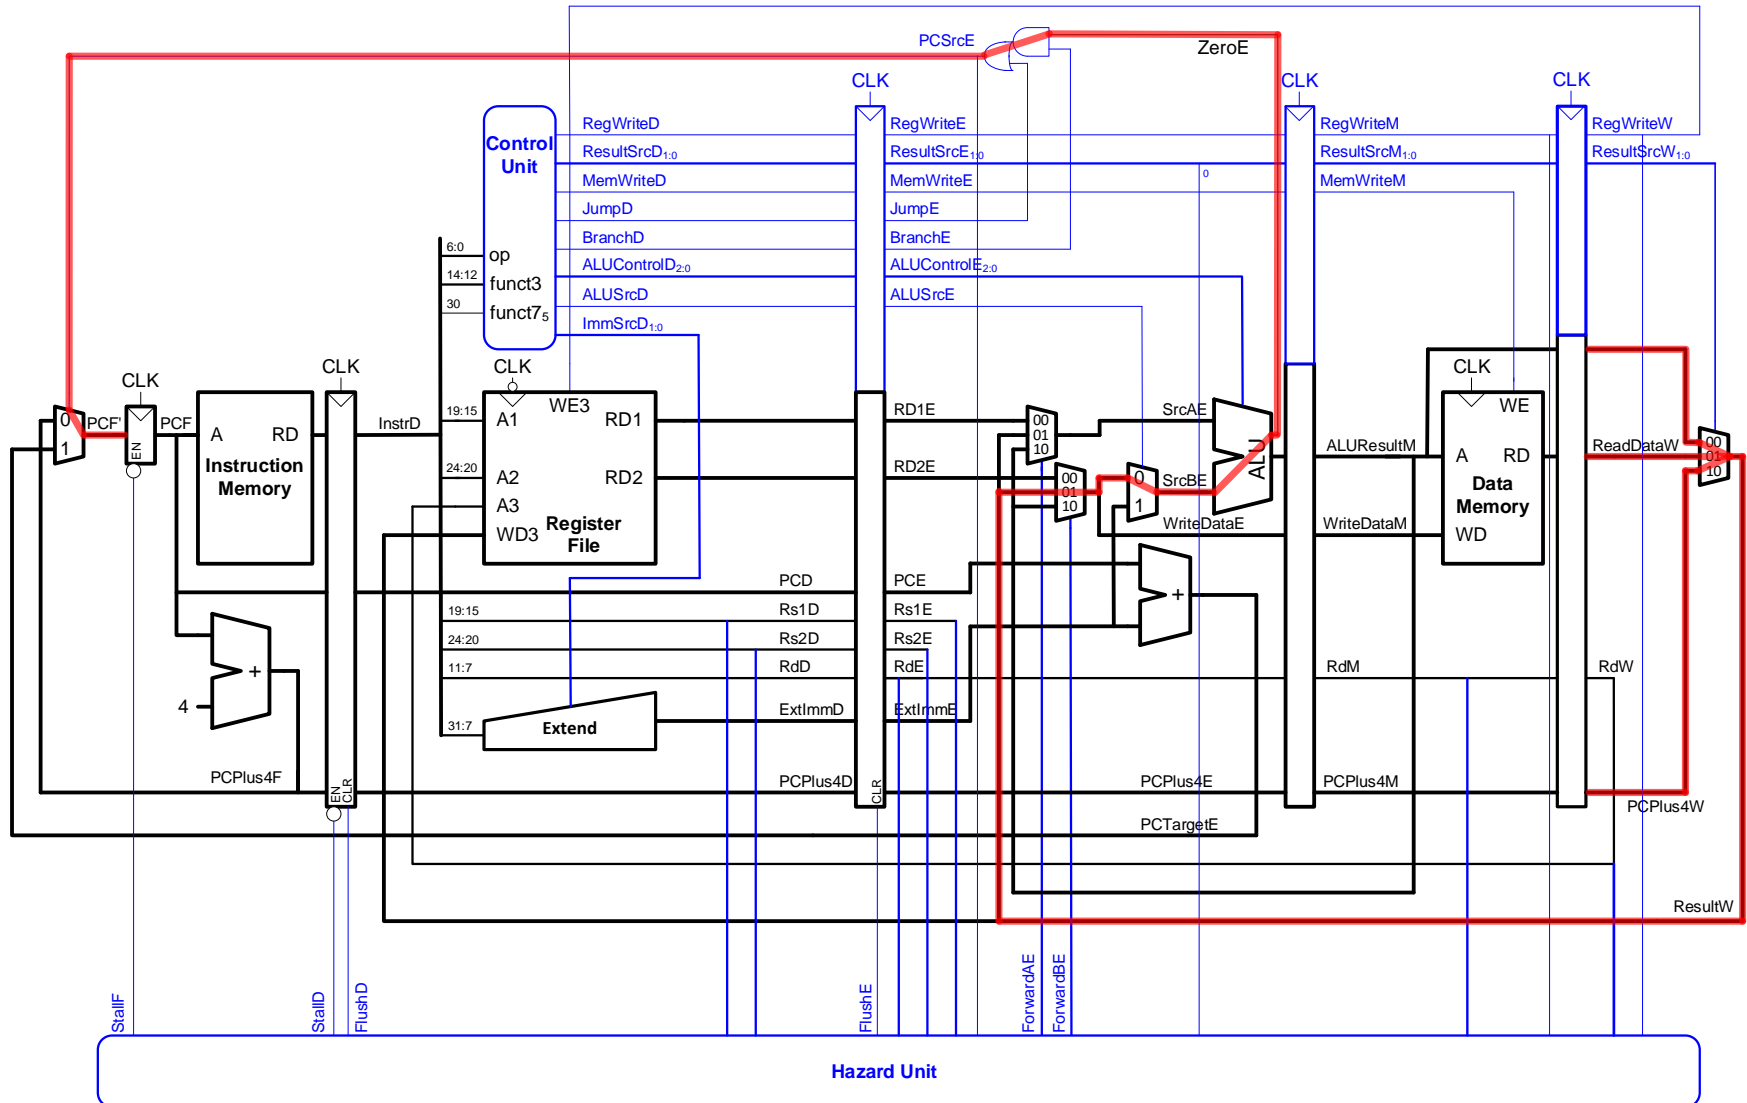 PCSrcE
ZeroE
CLK
CLK
CLK
Control
Unit
RegWriteD
RegWriteE
RegWriteM
RegWriteW
ResultSrcD1:0
ResultSrcE1:0
0
ResultSrcM1:0
ResultSrcW1:0
MemWriteD
MemWriteE
MemWriteM
JumpD
JumpE
BranchD
BranchE
6:0
op
ALUControlD2:0
ALUControlE2:0
14:12
funct3
ALUSrcD
ALUSrcE
30
funct75
ImmSrcD1:0
CLK
CLK
CLK
CLK
0
1
PCF'
EN
PCF
A
RD
Instruction
Memory
InstrD
19:15
A1
WE3
RD1
RD1E
00
01
10
SrcAE
ALU
ALUResultM
A
WE
RD
Data
Memory
WD
ReadDataW
00
01
10
24:20
A2
RD2
RD2E
00
01
10
0
1
SrcBE
A3
WD3
Register
File
WriteDataE
WriteDataM
PCD
PCE
+
19:15
Rs1D
Rs1E
24:20
Rs2D
Rs2E
11:7
RdD
RdE
RdM
RdW
+
4
31:7
Extend
ExtImmD
ExtImmE
PCPlus4F
EN
CLR
PCPlus4D
CLR
PCPlus4E
PCPlus4M
PCPlus4W
PCTargetE
ResultW
StallF
StallD
FlushD
FlushE
ForwardAE
ForwardBE
Hazard Unit